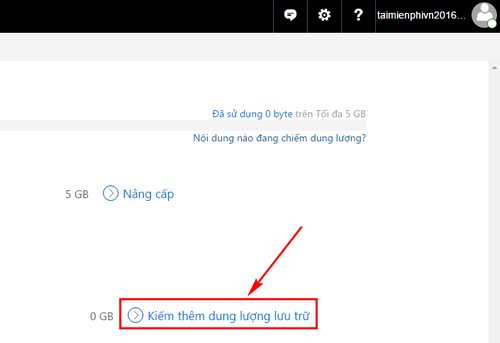 taimienphivn2016...
Đã sử dụng 0 byte trên Tối đa 5 GB
Nội dung nào đang chiếm dung lượng?
5 GB Nâng cấp
0 GB Kiếm thêm dung lượng lưu trữ